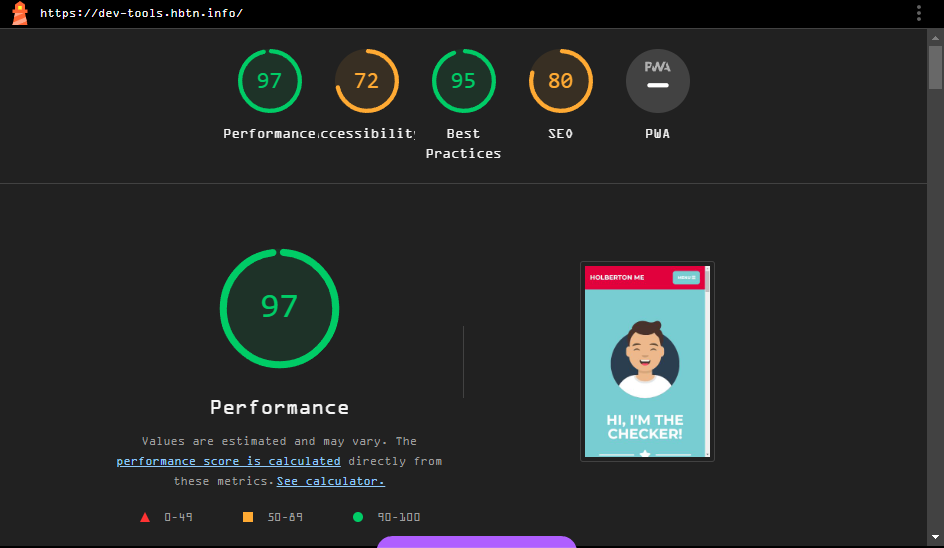 https://dev-tools.hbtn.info/
97
72
95
80
PWA
Performance
ccessibility
Best
Practices
SEO
PWA
97
Performance
Values are estimated and may vary. The
performance score is calculated directly from
these metrics. See calculator.
0-49
50-89
90-100
HOLBERTON ME
HI, I'M THE
CHECKER!